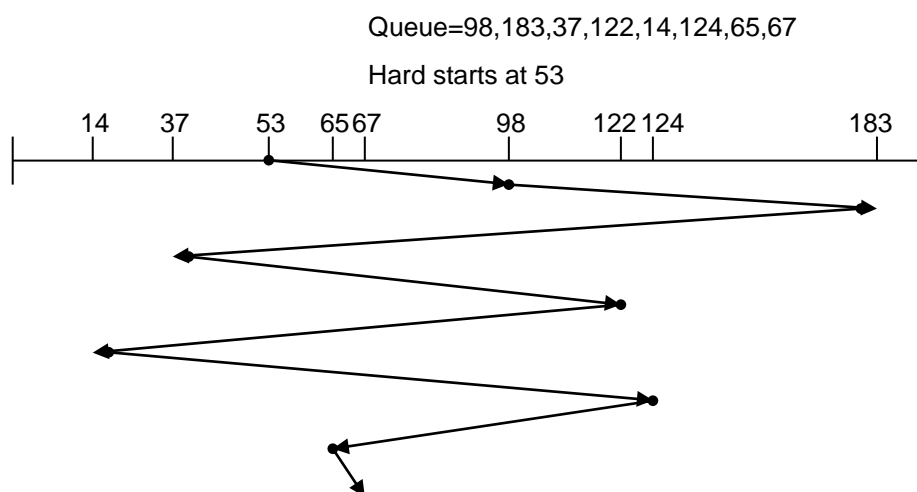 Queue=98,183,37,122,14,124,65,67
Hard starts at 53
14 37 53 65 67 98 122 124 183